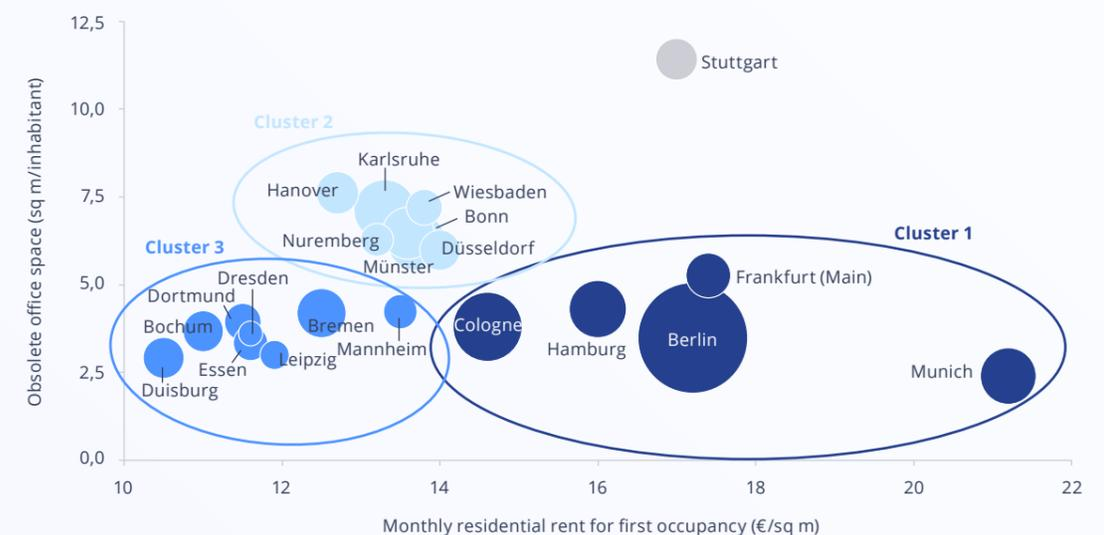 12,5
Stuttgart
Obsolete office space (sq m/inhabitant)
10,0
Cluster 2
Karlsruhe
Hanover
Wiesbaden
7,5
Bonn
Nuremberg
Düsseldorf
Münster
Cluster 1
Cluster 3
Dresden
Frankfurt (Main)
5,0
Dortmund
Bochum
Bremen
Cologne
Mannheim
Hamburg
Berlin
Leipzig
Essen
Munich
2,5
Duisburg
0,0
10 12 14 16 18 20 22
Monthly residential rent for first occupancy (€/sq m)